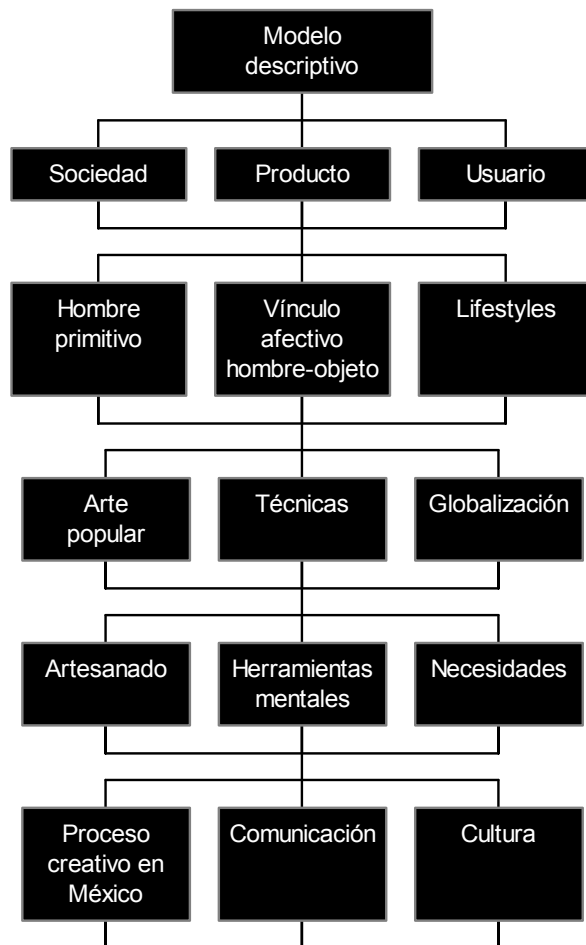 Modelo
descriptivo
Sociedad
Producto
Usuario
Hombre
primitivo
Vínculo
afectivo
hombre-objeto
Lifestyles
Arte
popular
Técnicas
Globalización
Artesanado
Herramientas
mentales
Necesidades
Proceso
creativo en
México
Comunicación
Cultura